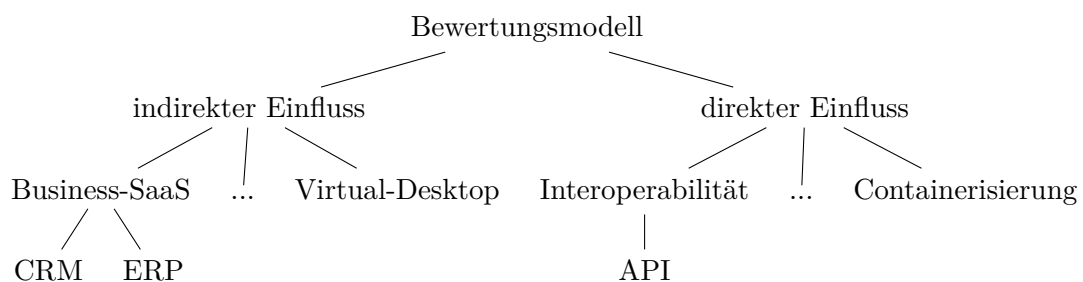 Bewertungsmodell
indirekter Einfluss direkter Einfluss
Business-SaaS ... Virtual-Desktop Interoperabilität ... Containerisierung
CRM ERP API